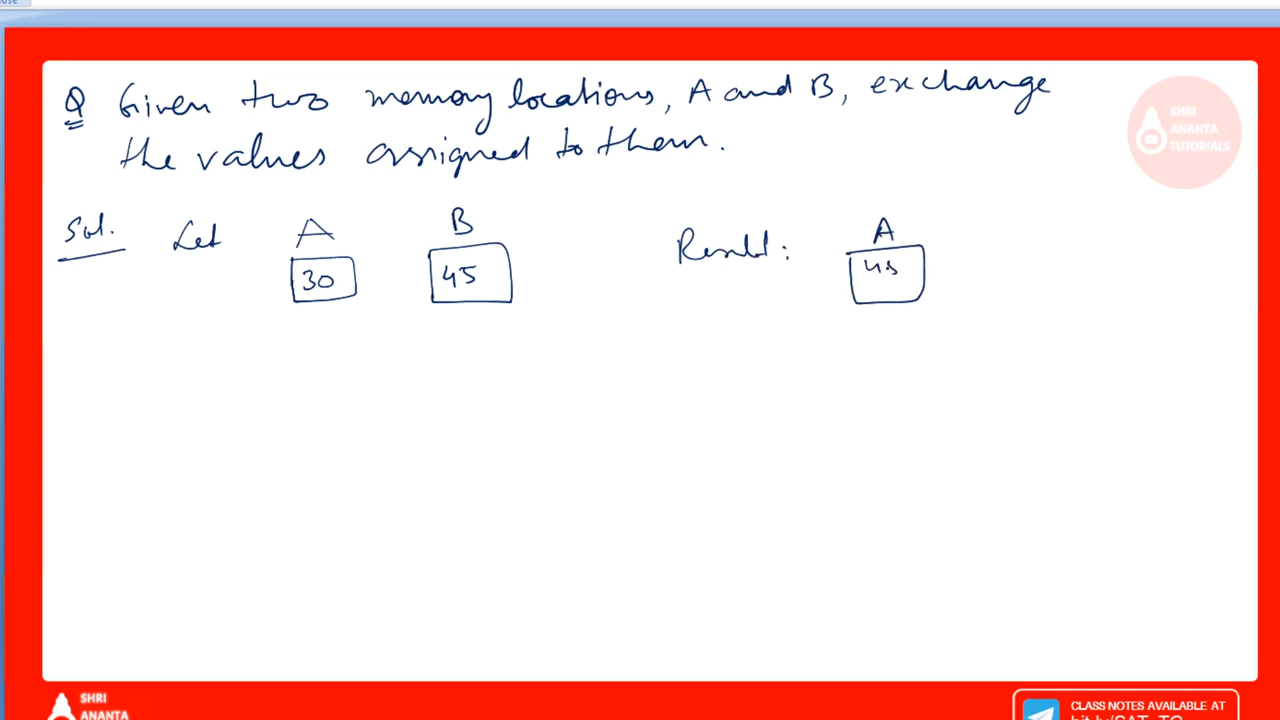 Q Given two memory locations, A and B, exchange
the values assigned to them.
SHRI
ANANTA
TUTORIALS
Sol. Let A B Result: A
30 45 45
SHRI
ANANTA
CLASS NOTES AVAILABLE AT